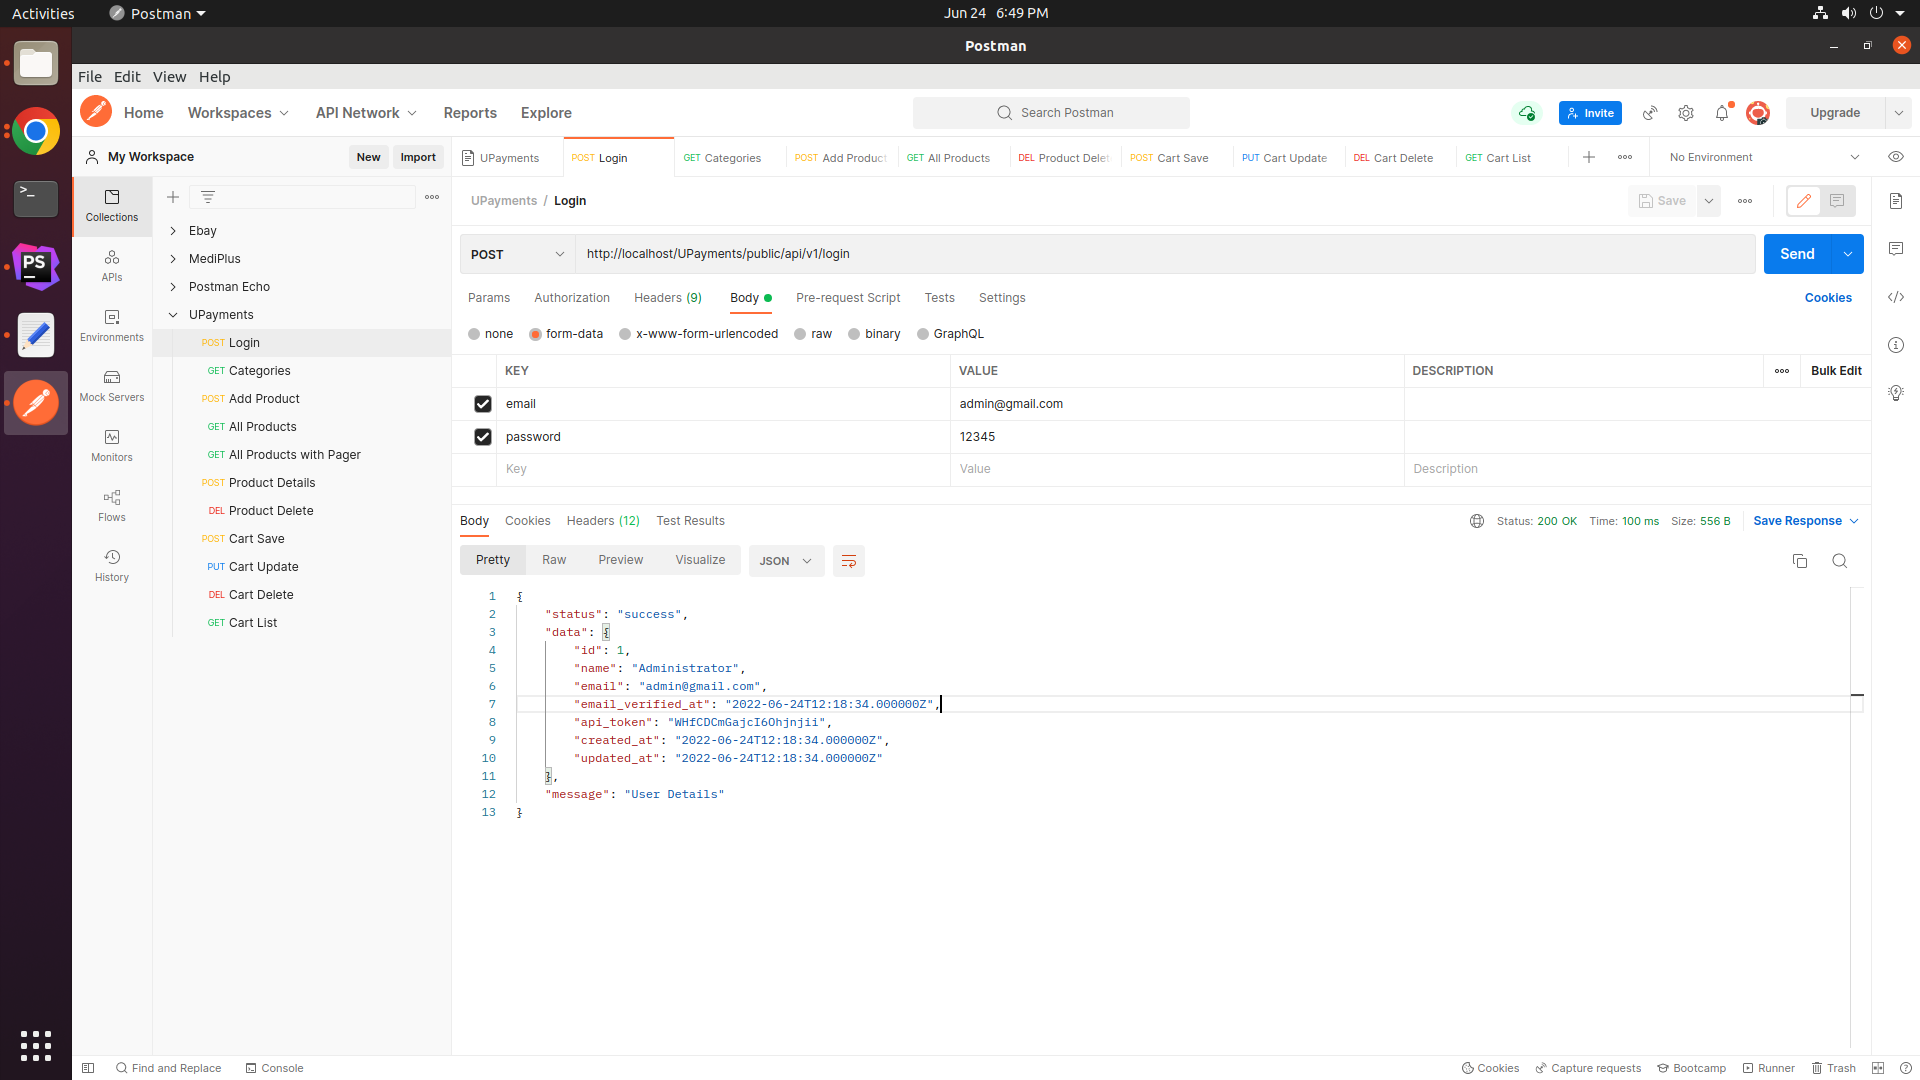 Activities
Postman
Jun 24 6:49 PM
Postman
File Edit View Help
Home Workspaces API Network Reports Explore
Search Postman
Invite
Upgrade
My Workspace
New Import
UPayments
POST Login
GET Categories
POST Add Product
GET All Products
DEL Product Delet
POST Cart Save
PUT Cart Update
DEL Cart Delete
GET Cart List
No Environment
Collections
APIs
Environments
Mock Servers
Monitors
Flows
History
Ebay
MediPlus
Postman Echo
UPayments
POST Login
GET Categories
POST Add Product
GET All Products
GET All Products with Pager
POST Product Details
DEL Product Delete
POST Cart Save
PUT Cart Update
DEL Cart Delete
GET Cart List
UPayments / Login
Save
POST http://localhost/UPayments/public/api/v1/login
Send
Params Authorization Headers (9) Body Pre-request Script Tests Settings Cookies
none form-data x-www-form-urlencoded raw binary GraphQL
KEY VALUE DESCRIPTION Bulk Edit
email admin@gmail.com
password 12345
Key Value Description
Body Cookies Headers (12) Test Results
Status: 200 OK Time: 100 ms Size: 556 B Save Response
Pretty Raw Preview Visualize JSON
1 {
2 "status": "success",
3 "data": {
4 "id": 1,
5 "name": "Administrator",
6 "email": "admin@gmail.com",
7 "email_verified_at": "2022-06-24T12:18:34.000000Z",
8 "api_token": "WHfCDCmGajcI6Ohjnjii",
9 "created_at": "2022-06-24T12:18:34.000000Z",
10 "updated_at": "2022-06-24T12:18:34.000000Z"
11 },
12 "message": "User Details"
13 }
Find and Replace Console
Cookies Capture requests Bootcamp Runner Trash
PS